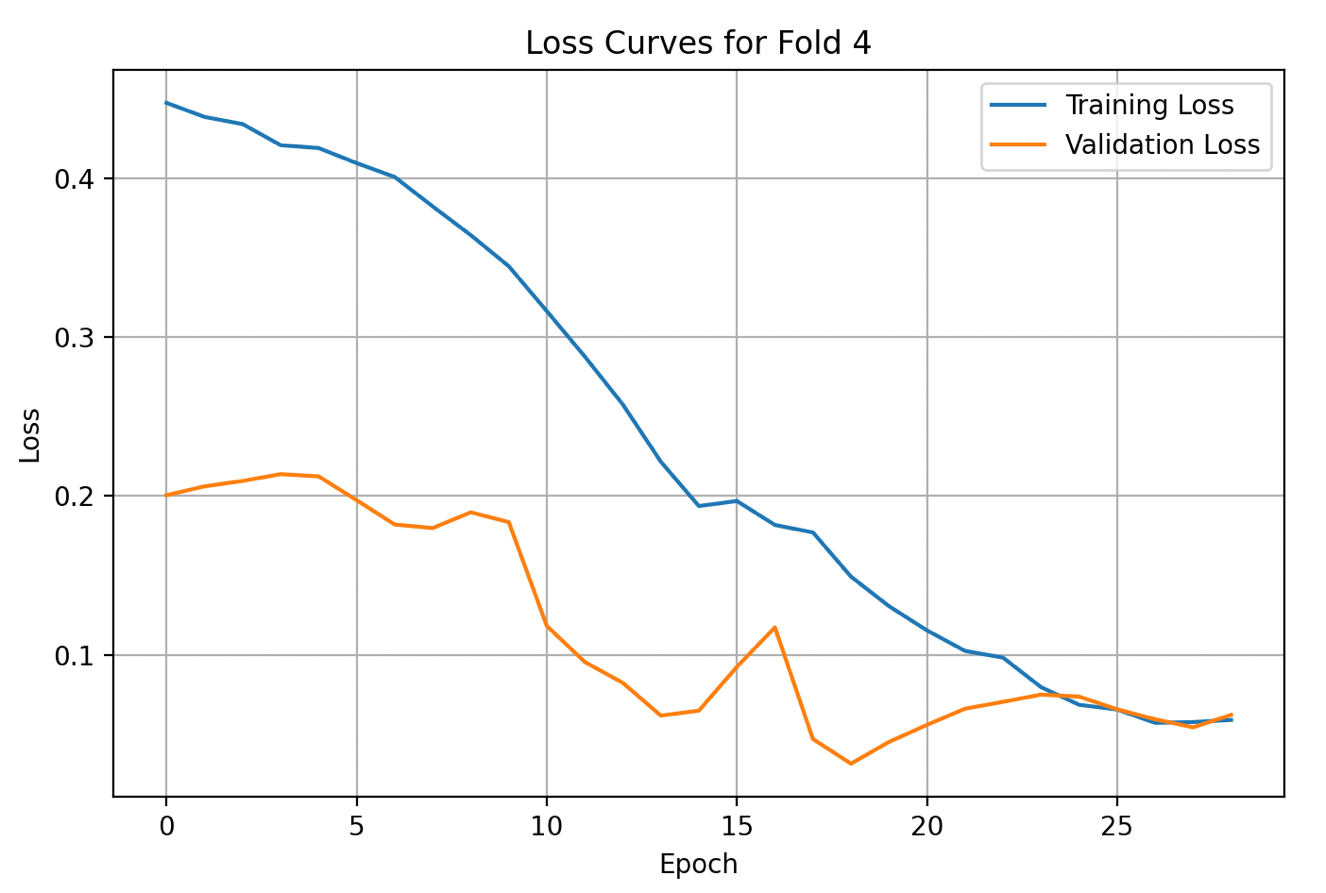 Loss Curves for Fold 4
Training Loss
Validation Loss
0.4
0.3
0.2
0.1
Loss
0 5 10 15 20 25
Epoch